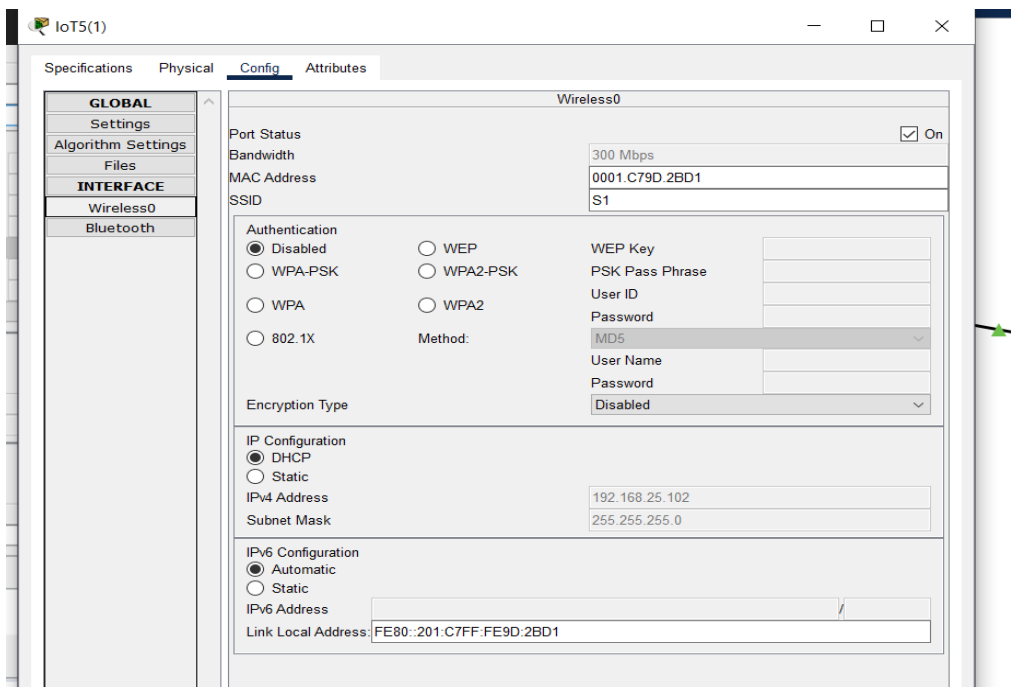 IoT5(1)
Specifications Physical Config Attributes
GLOBAL
Settings
Algorithm Settings
Files
INTERFACE
Wireless0
Bluetooth
Wireless0
Port Status On
Bandwidth 300 Mbps
MAC Address 0001.C79D.2BD1
SSID S1
Authentication
Disabled WEP WEP Key
WPA-PSK WPA2-PSK PSK Pass Phrase
User ID
WPA WPA2
Password
802.1X Method: MD5
User Name
Password
Encryption Type Disabled
IP Configuration
DHCP
Static
IPv4 Address 192.168.25.102
Subnet Mask 255.255.255.0
IPv6 Configuration
Automatic
Static
IPv6 Address /
Link Local Address: FE80::201:C7FF:FE9D:2BD1